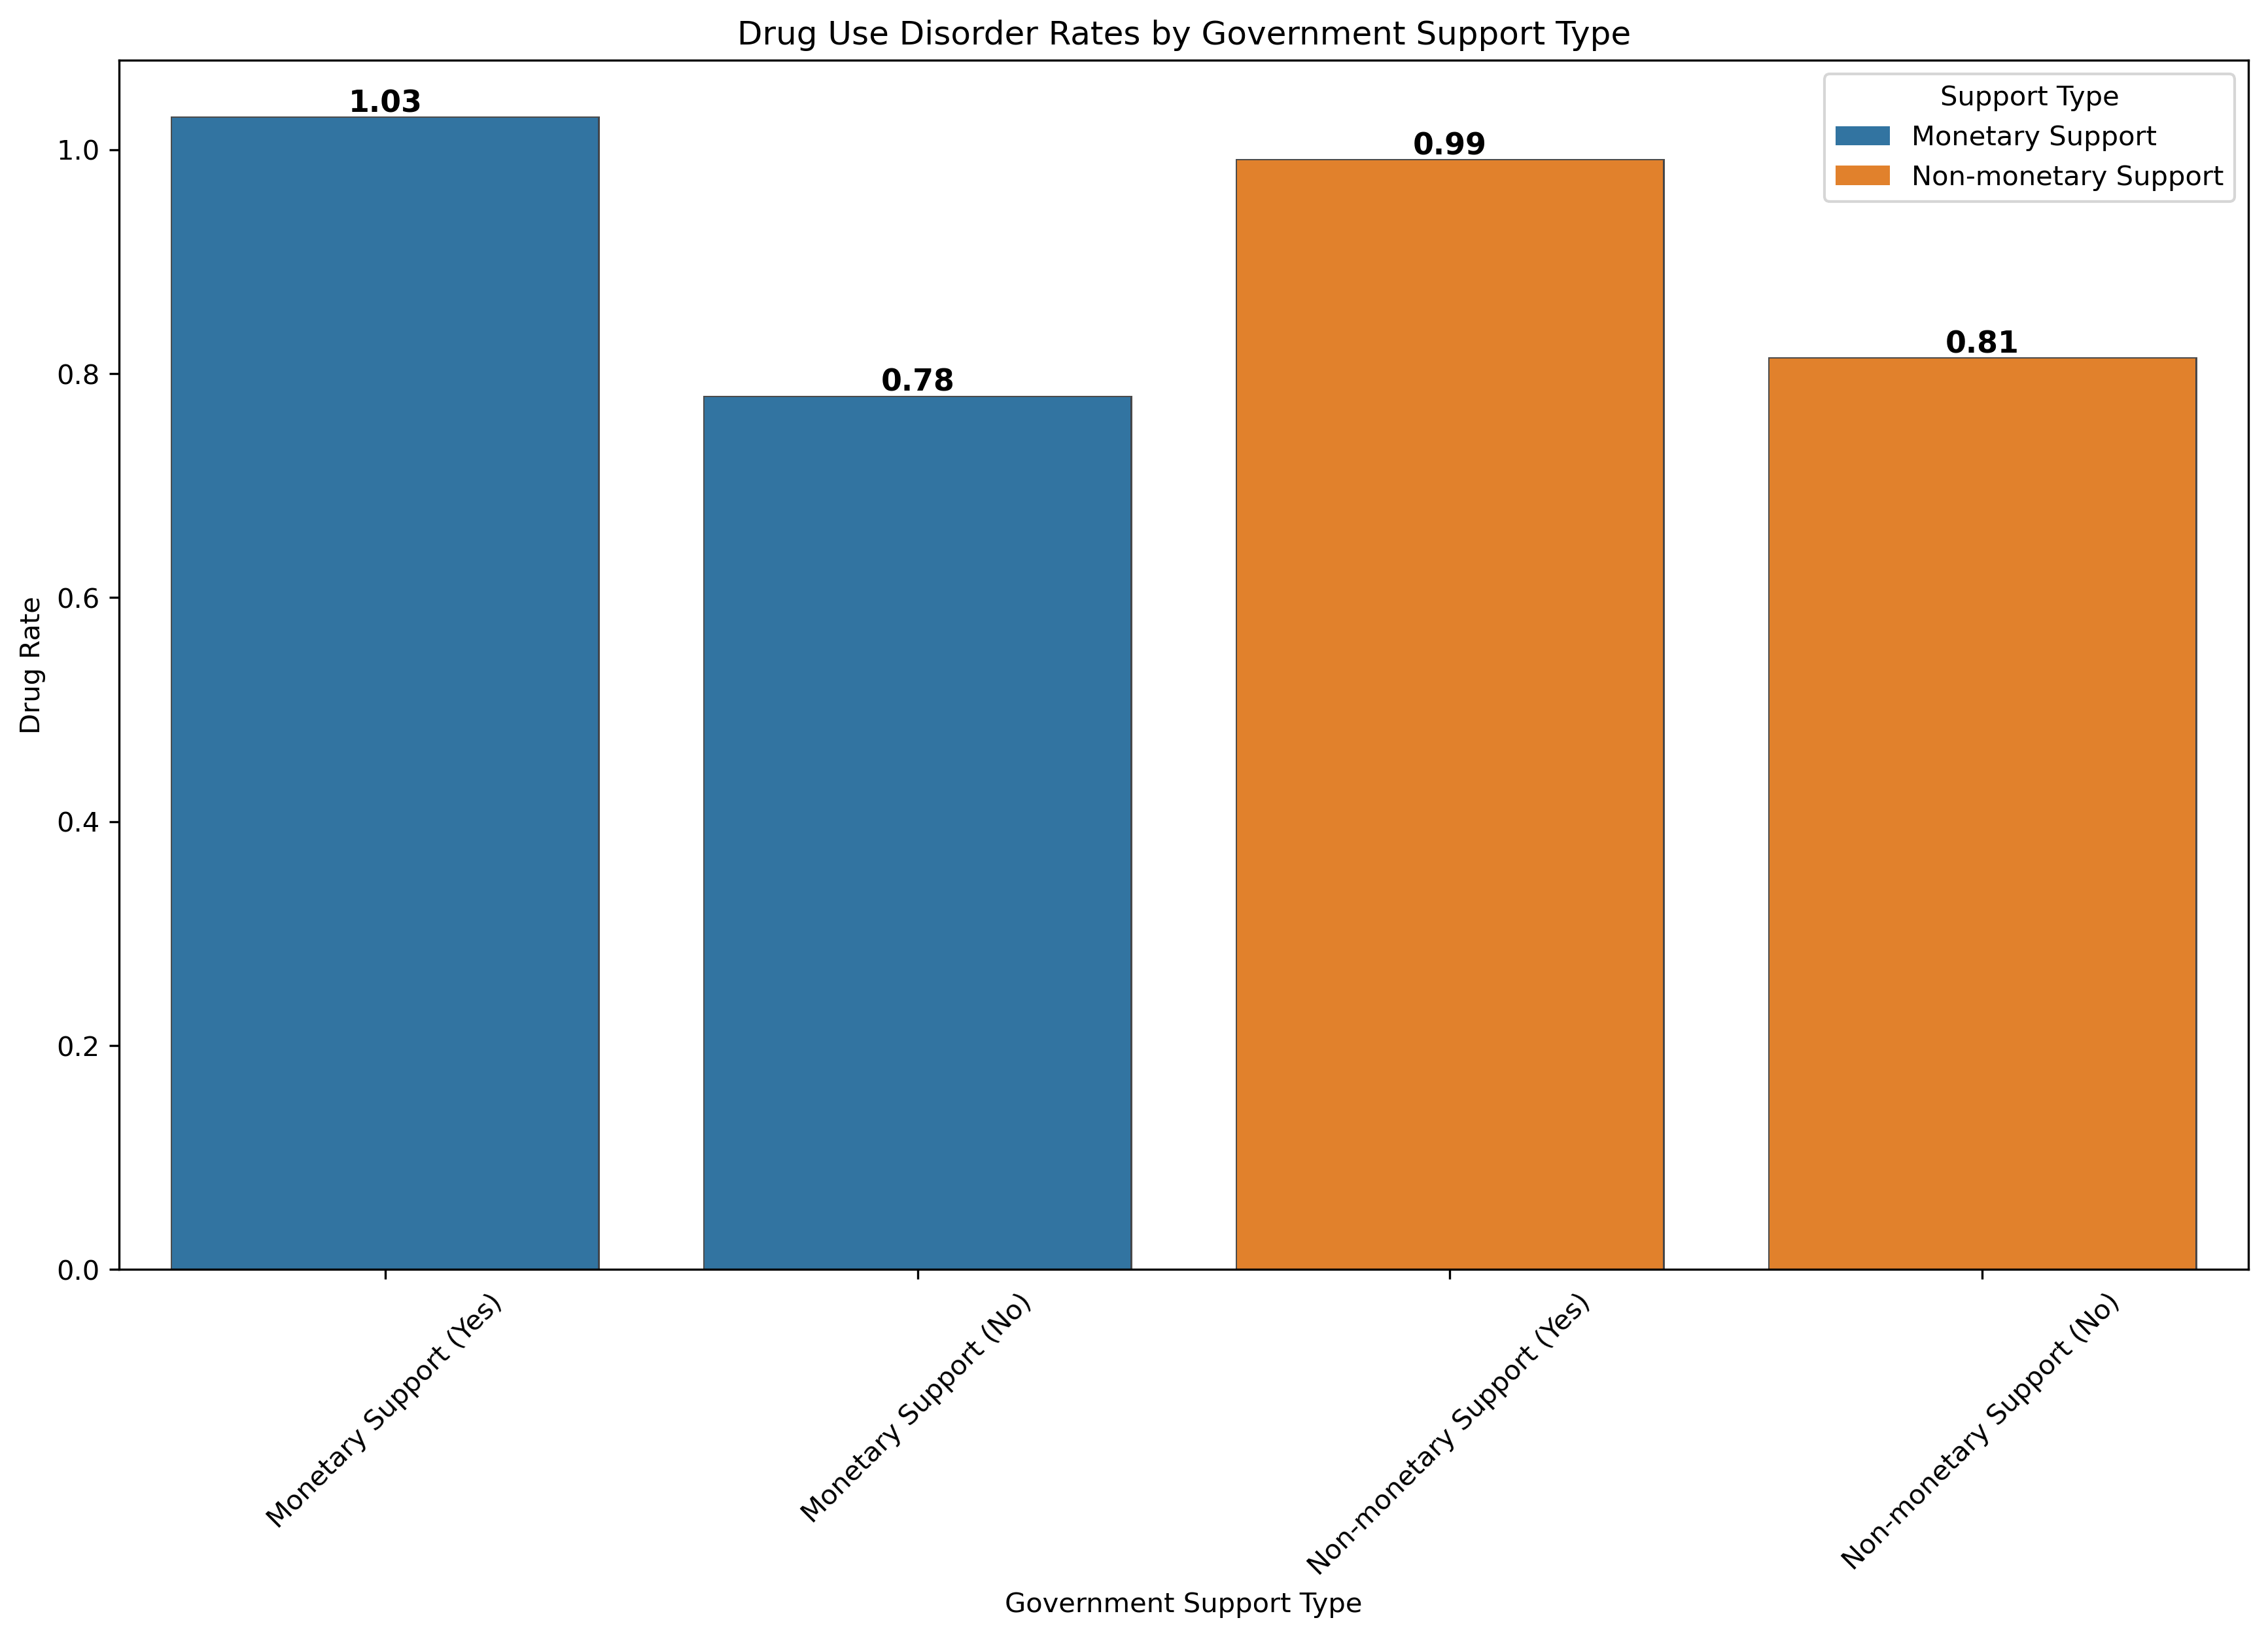 Drug Use Disorder Rates by Government Support Type
Support Type
Monetary Support
Non-monetary Support
1.03
0.78
0.99
0.81
Drug Rate
1.0
0.8
0.6
0.4
0.2
0.0
Monetary Support (Yes)
Monetary Support (No)
Non-monetary Support (Yes)
Non-monetary Support (No)
Government Support Type